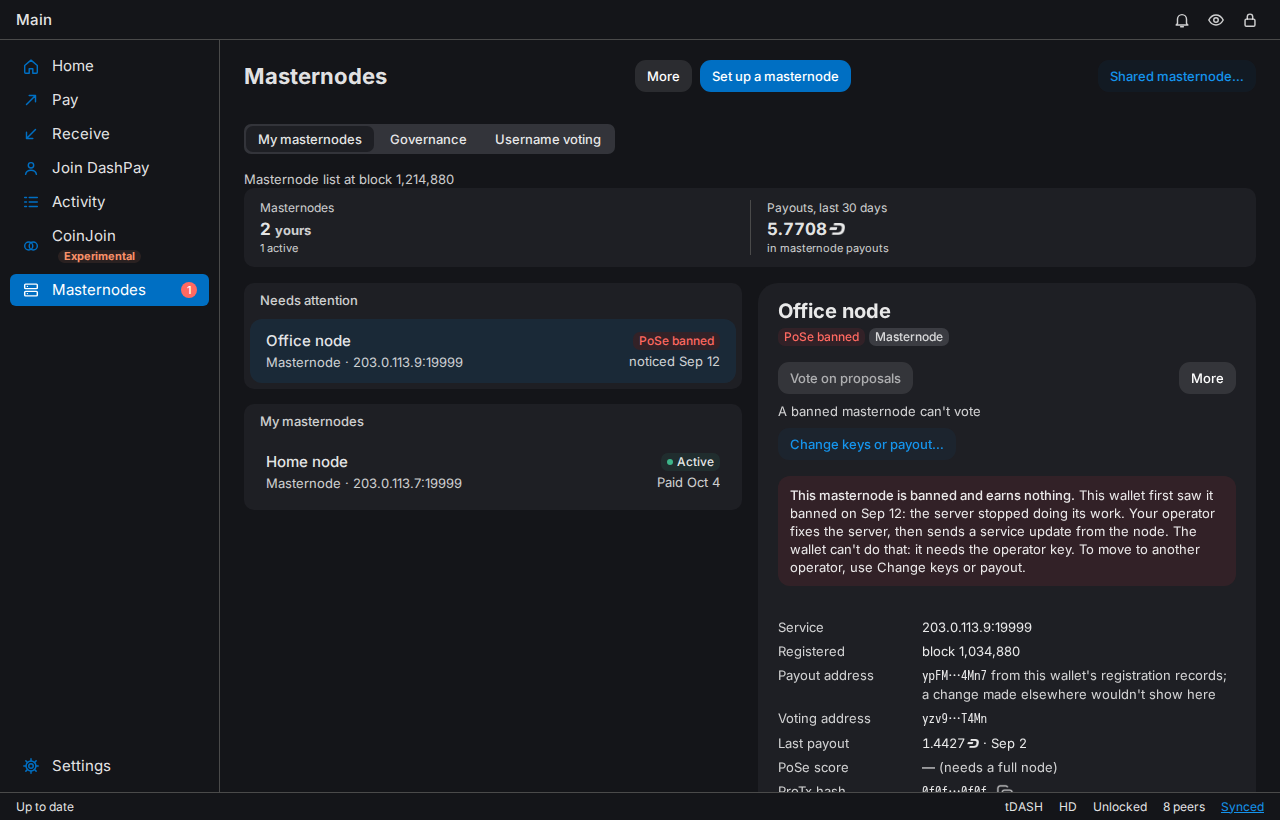 Main
Home
Pay
Receive
Join DashPay
Activity
CoinJoin
Experimental
Masternodes
1
Settings
Masternodes
More
Set up a masternode
Shared masternode...
My masternodes
Governance
Username voting
Masternode list at block 1,214,880
Masternodes
2 yours
1 active
Payouts, last 30 days
5.7708
in masternode payouts
Needs attention
Office node
PoSe banned
Masternode · 203.0.113.9:19999
noticed Sep 12
My masternodes
Home node
Active
Masternode · 203.0.113.7:19999
Paid Oct 4
Office node
PoSe banned
Masternode
Vote on proposals
More
A banned masternode can't vote
Change keys or payout...
This masternode is banned and earns nothing. This wallet first saw it
banned on Sep 12: the server stopped doing its work. Your operator
fixes the server, then sends a service update from the node. The
wallet can't do that: it needs the operator key. To move to another
operator, use Change keys or payout.
Service 203.0.113.9:19999
Registered block 1,034,880
Payout address ypFM···4Mn7 from this wallet's registration records;
a change made elsewhere wouldn't show here
Voting address yzv9···T4Mn
Last payout 1.4427 · Sep 2
PoSe score — (needs a full node)
ProTx hash 0f0f···0f0f
Up to date
tDASH
HD
Unlocked
8 peers
Synced